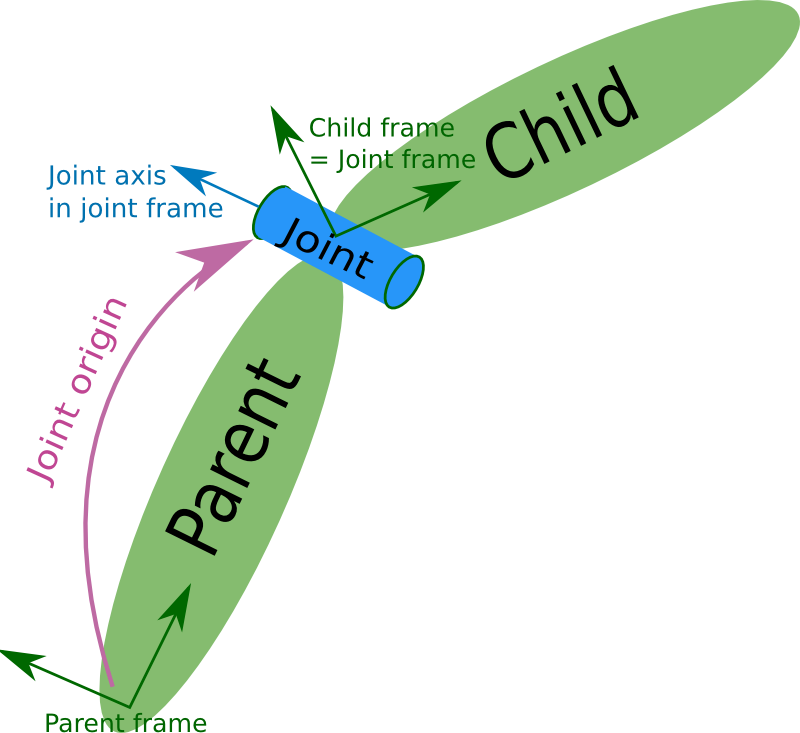 Child
Child frame
= Joint frame
Joint axis
in joint frame
Joint
Joint origin
Parent
Parent frame